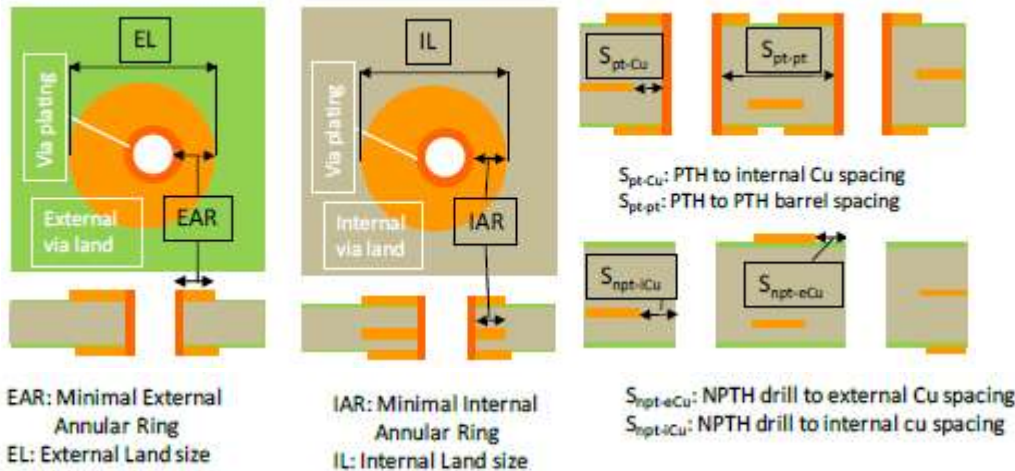 EL
Via plating
External
via land
EAR
EAR: Minimal External
Annular Ring
EL: External Land size
IL
Via plating
Internal
via land
IAR
IAR: Minimal Internal
Annular Ring
IL: Internal Land size
Spt-Cu
Spt-pt
Spt-Cu: PTH to internal Cu spacing
Spt-pt: PTH to PTH barrel spacing
Snpt-iCu
Snpt-eCu
Snpt-eCu: NPTH drill to external Cu spacing
Snpt-iCu: NPTH drill to internal cu spacing